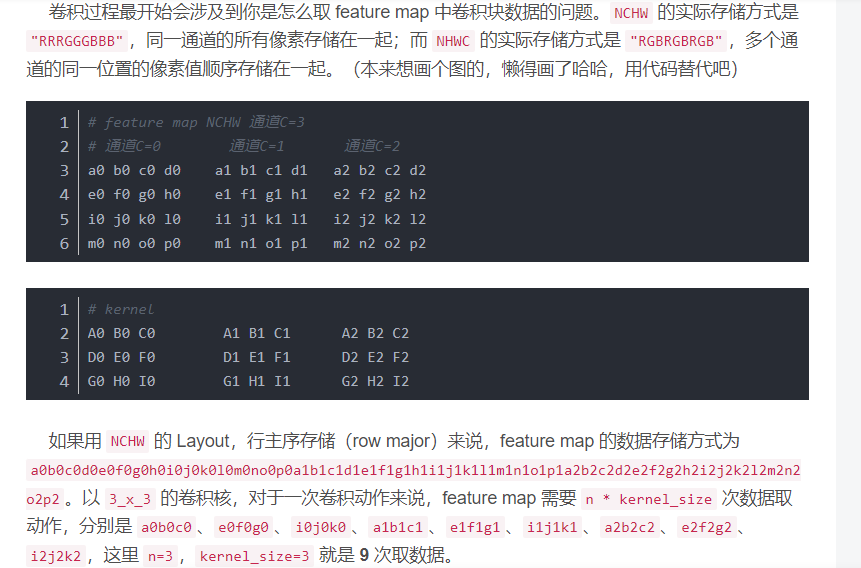 卷积过程最开始会涉及到你是怎么取 feature map 中卷积块数据的问题。 NCHW 的实际存储方式是
"RRRGGGBBB"，同一通道的所有像素存储在一起；而 NHWC 的实际存储方式是 "RGBRGBRGB"，多个通
道的同一位置的像素值顺序存储在一起。（本来想画个图的，懒得画了哈哈，用代码替代吧）
1 # feature map NCHW 通道C=3
2 # 通道C=0 通道C=1 通道C=2
3 a0 b0 c0 d0 a1 b1 c1 d1 a2 b2 c2 d2
4 e0 f0 g0 h0 e1 f1 g1 h1 e2 f2 g2 h2
5 i0 j0 k0 l0 i1 j1 k1 l1 i2 j2 k2 l2
6 m0 n0 o0 p0 m1 n1 o1 p1 m2 n2 o2 p2
1 # kernel
2 A0 B0 C0 A1 B1 C1 A2 B2 C2
3 D0 E0 F0 D1 E1 F1 D2 E2 F2
4 G0 H0 I0 G1 H1 I1 G2 H2 I2
如果用 NCHW 的 Layout，行主序存储（row major）来说，feature map 的数据存储方式为
a0b0c0d0e0f0g0h0i0j0k0l0m0no0p0a1b1c1d1e1f1g1h1i1j1k1l1m1n1o1p1a2b2c2d2e2f2g2h2i2j2k2l2m2n2
o2p2 。以 3_x_3 的卷积核，对于一次卷积动作来说，feature map 需要 n * kernel_size 次数据取
动作，分别是 a0b0c0 、 e0f0g0 、 i0j0k0 、 a1b1c1 、 e1f1g1 、 i1j1k1 、 a2b2c2 、 e2f2g2 、
i2j2k2 ，这里 n=3 ， kernel_size=3 就是 9 次取数据。